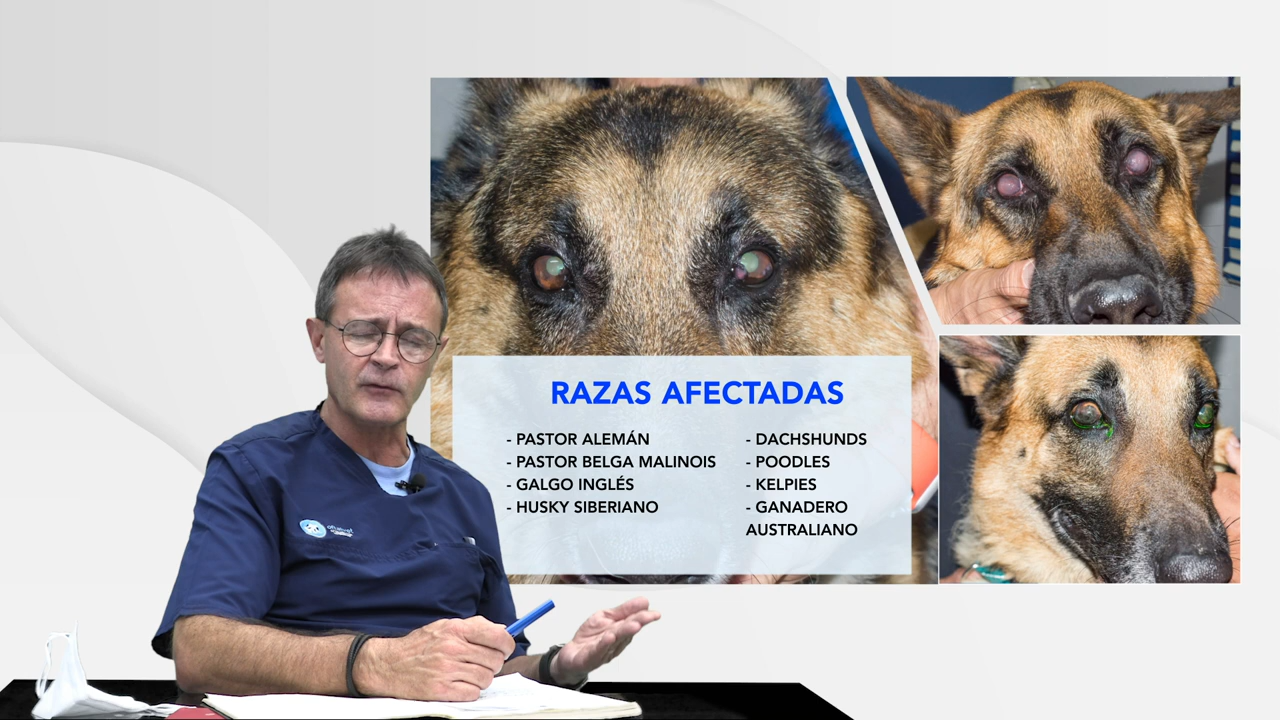 RAZAS AFECTADAS
- PASTOR ALEMÁN
- PASTOR BELGA MALINOIS
- GALGO INGLÉS
- HUSKY SIBERIANO
- DACHSHUNDS
- POODLES
- KELPIES
- GANADERO
AUSTRALIANO